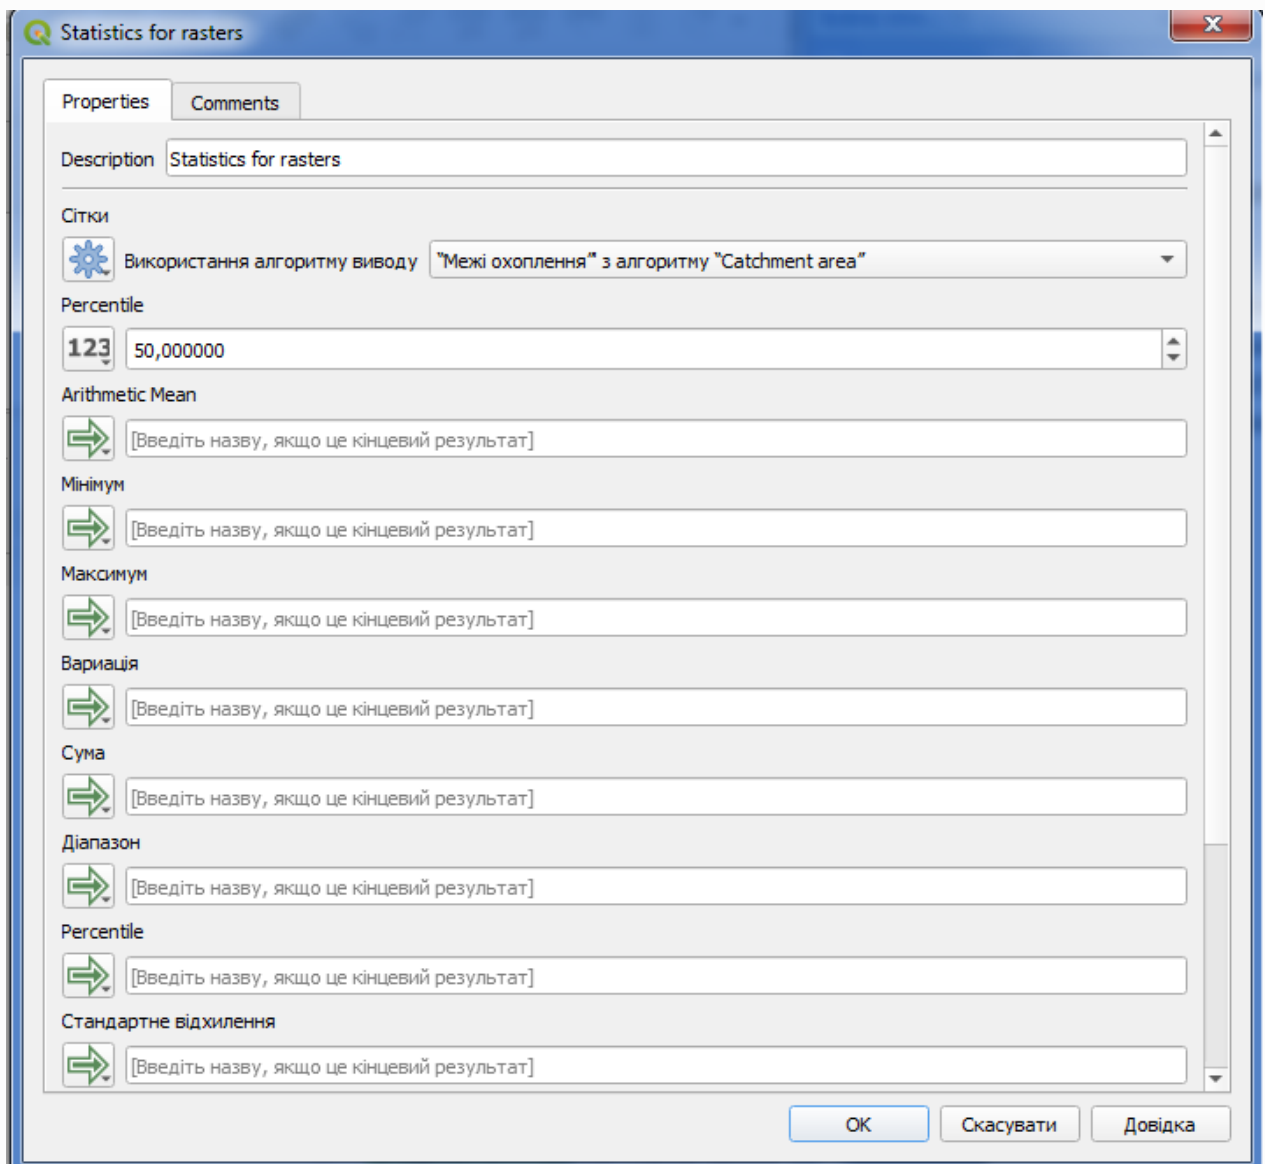 Statistics for rasters
Properties Comments
Description Statistics for rasters
Сітки
Використання алгоритму виводу "Межі охоплення'" з алгоритму "Catchment area"
Percentile
123 50,000000
Arithmetic Mean
[Введіть назву, якщо це кінцевий результат]
Мінімум
[Введіть назву, якщо це кінцевий результат]
Максимум
[Введіть назву, якщо це кінцевий результат]
Вариація
[Введіть назву, якщо це кінцевий результат]
Сума
[Введіть назву, якщо це кінцевий результат]
Діапазон
[Введіть назву, якщо це кінцевий результат]
Percentile
[Введіть назву, якщо це кінцевий результат]
Стандартне відхилення
[Введіть назву, якщо це кінцевий результат]
OK Скасувати Довідка